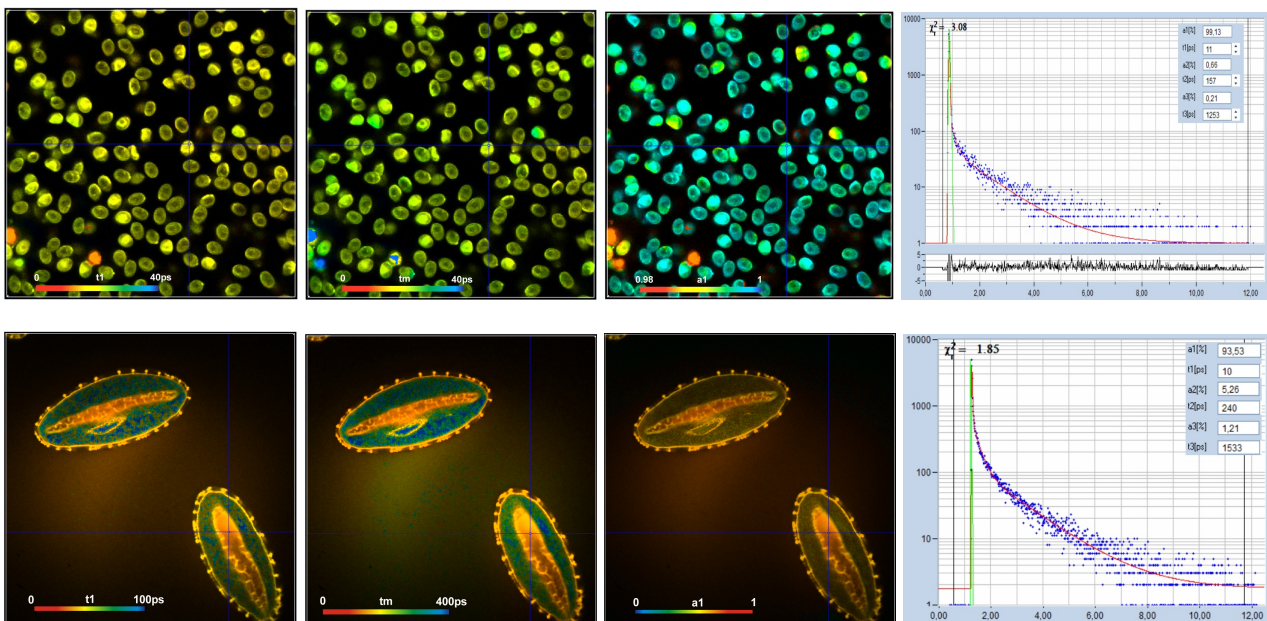 0 t1 40ps
0 tm 40ps
0.98 a1 1
χ²r = 3.08
a1[%] 99,13
t1[ps] 11
a2[%] 0,66
t2[ps] 157
a3[%] 0,21
t3[ps] 1253
10000
1000
100
10
1
5
0
-5
0,00 2,00 4,00 6,00 8,00 10,00 12,00
0 t1 100ps
0 tm 400ps
0 a1 1
χ²r = 1.85
a1[%] 93,53
t1[ps] 10
a2[%] 5,26
t2[ps] 240
a3[%] 1,21
t3[ps] 1533
10000
1000
100
10
1
0,00 2,00 4,00 6,00 8,00 10,00 12,00